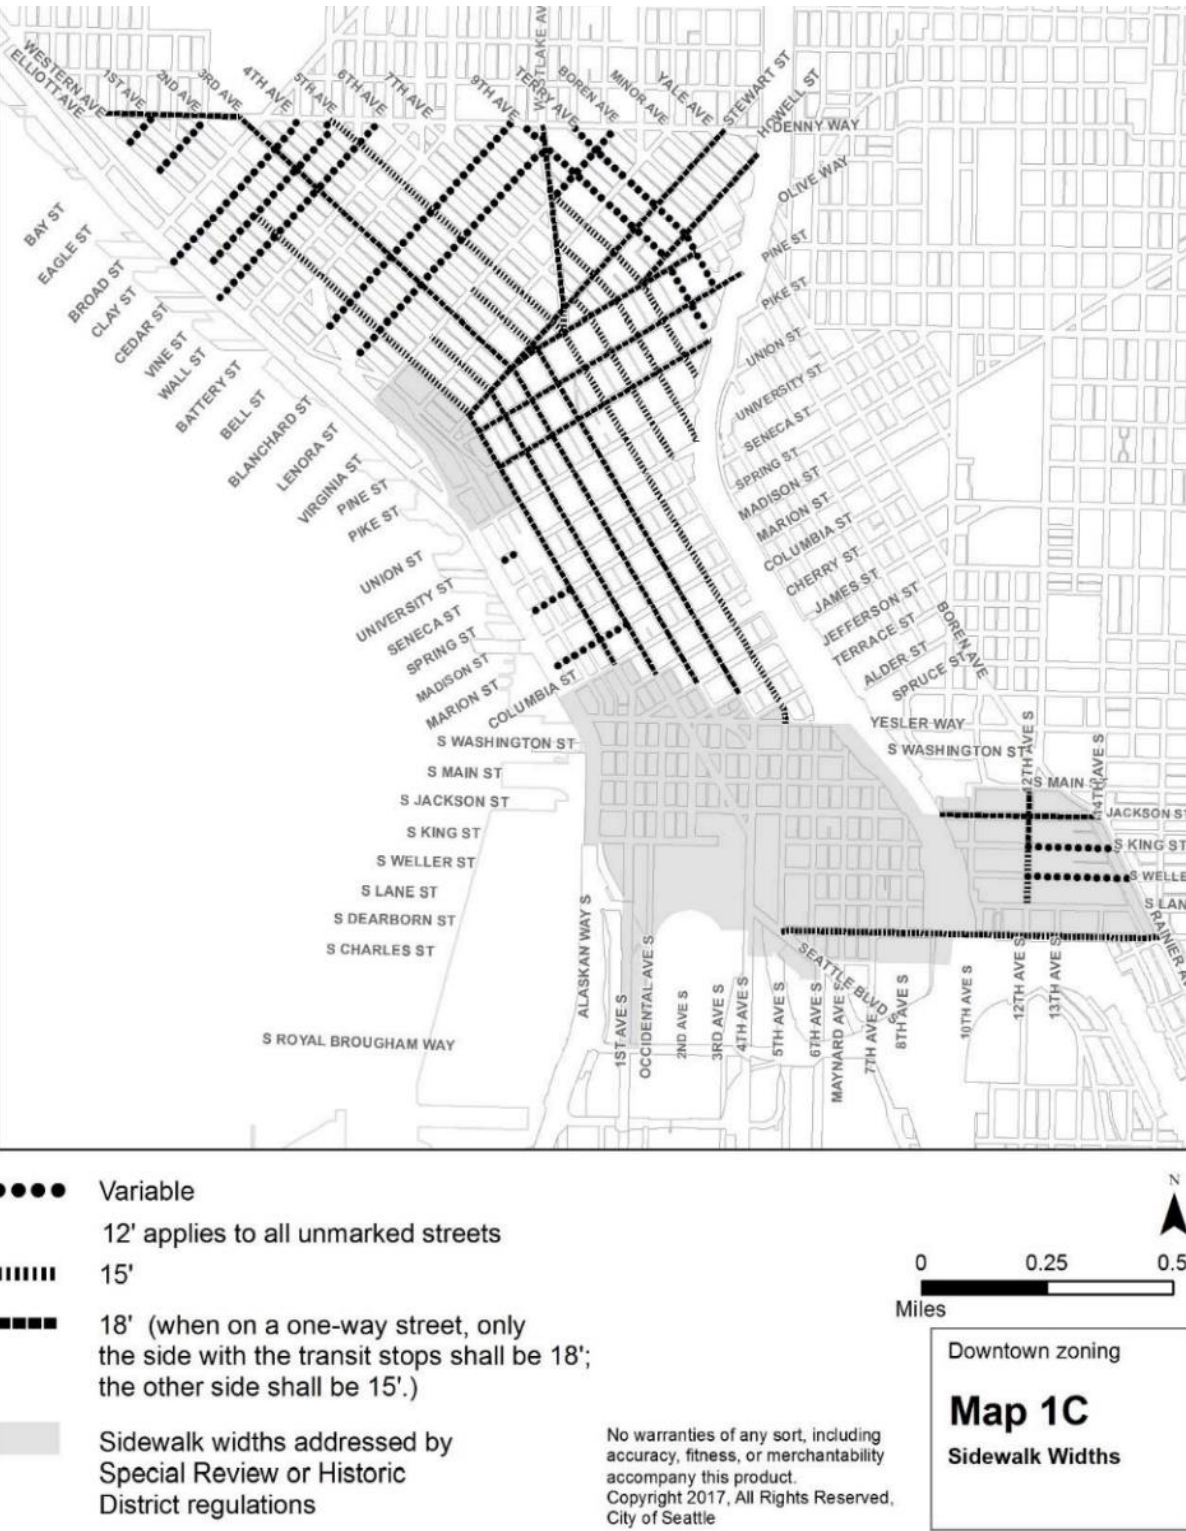 WESTERN AVE
ELLIOTT AVE
1ST AVE
2ND AVE
3RD AVE
4TH AVE
5TH AVE
6TH AVE
7TH AVE
9TH AVE
TERRY AVE
BOREN AVE
MINOR AVE
YALE AVE
STEWART ST
HOWELL ST
DENNY WAY
OLIVE WAY
PINE ST
PIKE ST
UNION ST
UNIVERSITY ST
SENECA ST
SPRING ST
MADISON ST
MARION ST
COLUMBIA ST
CHERRY ST
JAMES ST
JEFFERSON ST
TERRACE ST
ALDER ST
SPRUCE ST
BOREN AVE
YESLER WAY
S WASHINGTON ST
12TH AVE S
S MAIN
14TH AVE S
JACKSON ST
S KING ST
S WELLE
S LAN
RAINIER AV
BAY ST
EAGLE ST
BROAD ST
CLAY ST
CEDAR ST
VINE ST
WALL ST
BATTERY ST
BELL ST
BLANCHARD ST
LENORA ST
VIRGINIA ST
PINE ST
PIKE ST
UNION ST
UNIVERSITY ST
SENECA ST
SPRING ST
MADISON ST
MARION ST
COLUMBIA ST
S WASHINGTON ST
S MAIN ST
S JACKSON ST
S KING ST
S WELLER ST
S LANE ST
S DEARBORN ST
S CHARLES ST
S ROYAL BROUGHAM WAY
ALASKAN WAY S
1ST AVE S
OCCIDENTAL AVE S
2ND AVE S
3RD AVE S
4TH AVE S
5TH AVE S
6TH AVE S
MAYNARD AVE S
7TH AVE
SEATTLE BLVD S
8TH AVE S
10TH AVE S
12TH AVE S
13TH AVE S
Variable
12' applies to all unmarked streets
15'
18' (when on a one-way street, only
the side with the transit stops shall be 18';
the other side shall be 15'.)
Sidewalk widths addressed by
Special Review or Historic
District regulations
N
0 0.25 0.5
Miles
No warranties of any sort, including
accuracy, fitness, or merchantability
accompany this product.
Copyright 2017, All Rights Reserved,
City of Seattle
Downtown zoning
Map 1C
Sidewalk Widths